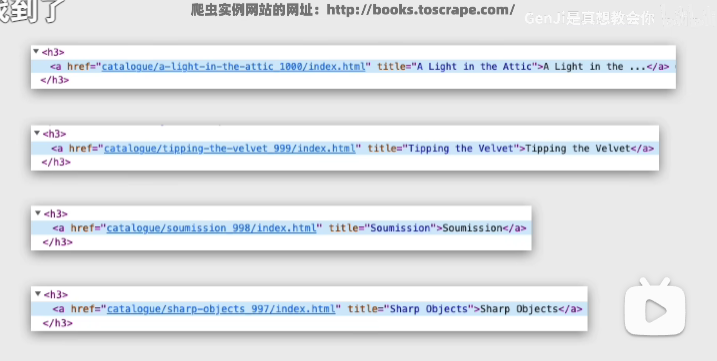 找到了
爬虫实例网站的网址：http://books.toscrape.com/
GenJi是真想教会你
<h3>
<a href="catalogue/a-light-in-the-attic_1000/index.html" title="A Light in the Attic">A Light in the ...</a>
</h3>
<h3>
<a href="catalogue/tipping-the-velvet_999/index.html" title="Tipping the Velvet">Tipping the Velvet</a>
</h3>
<h3>
<a href="catalogue/soumission_998/index.html" title="Soumission">Soumission</a>
</h3>
<h3>
<a href="catalogue/sharp-objects_997/index.html" title="Sharp Objects">Sharp Objects</a>
</h3>